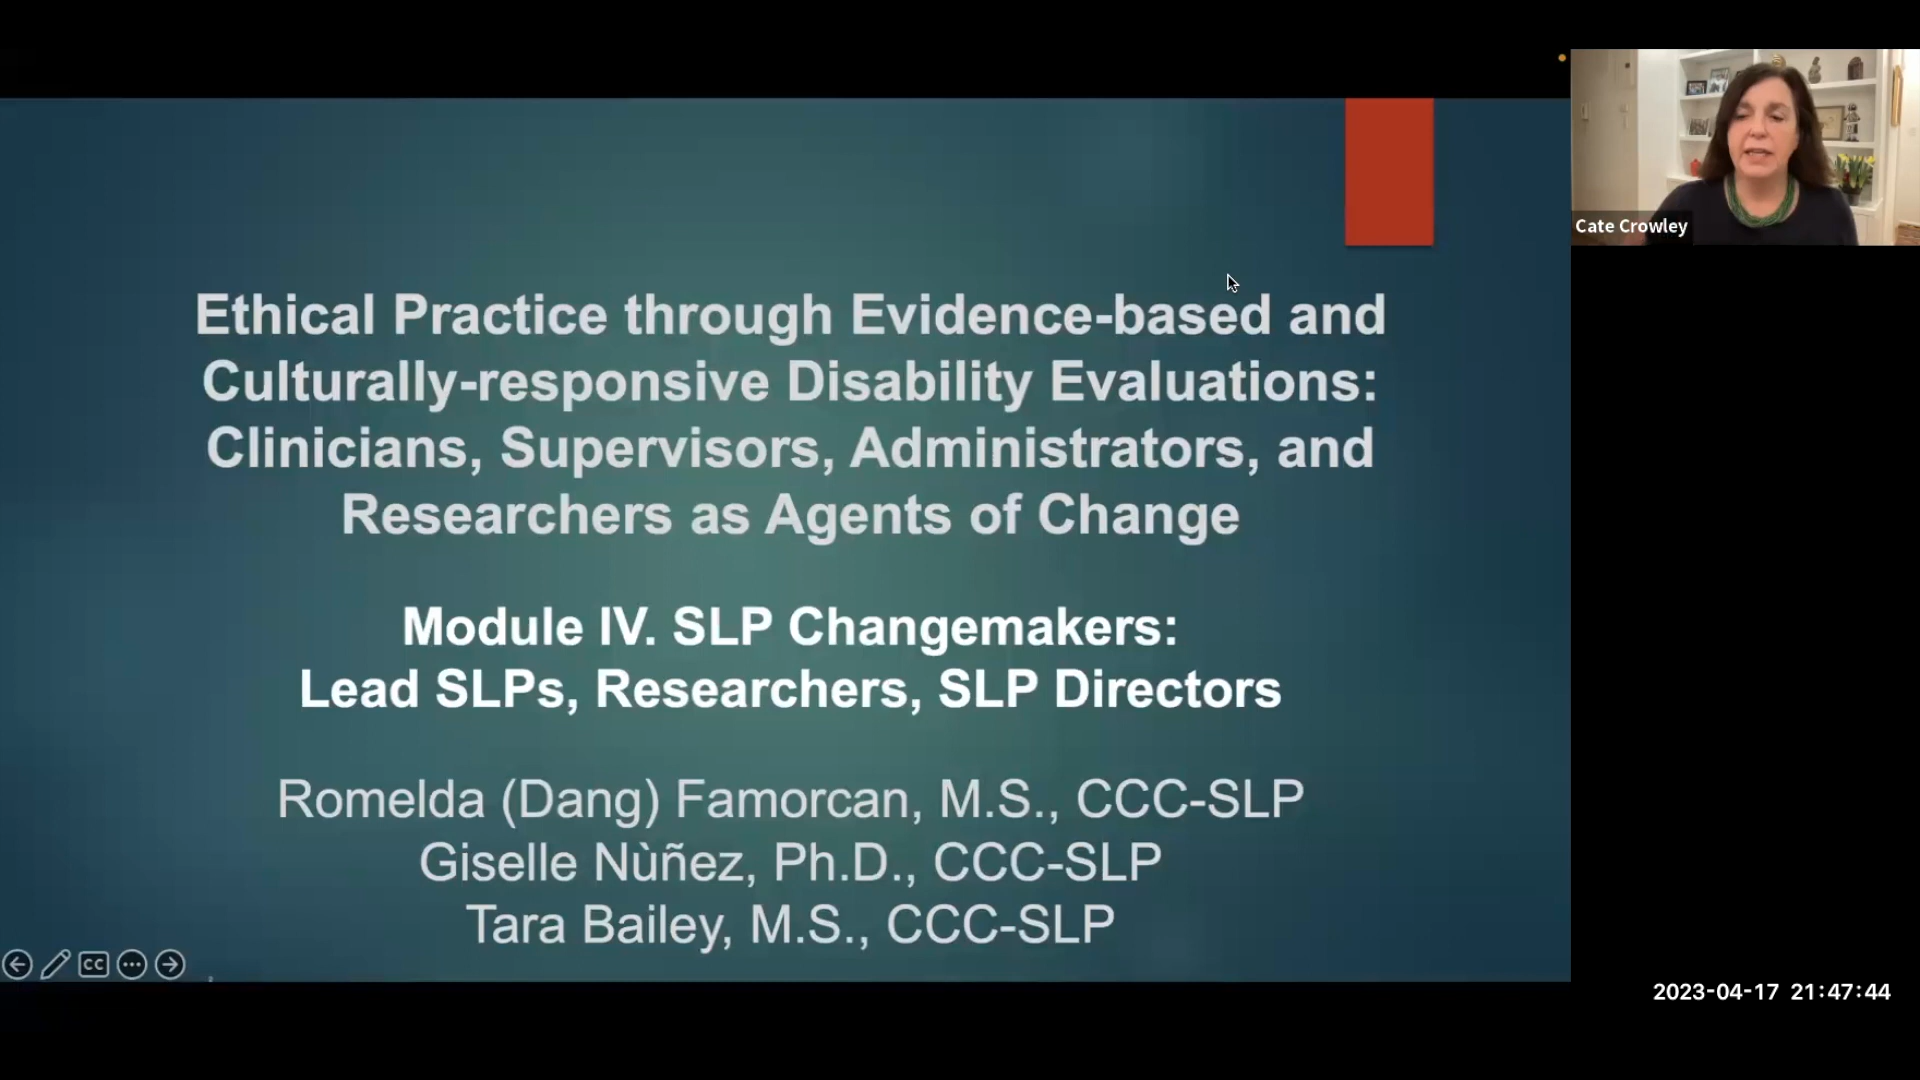 Ethical Practice through Evidence-based and
Culturally-responsive Disability Evaluations:
Clinicians, Supervisors, Administrators, and
Researchers as Agents of Change
Module IV. SLP Changemakers:
Lead SLPs, Researchers, SLP Directors
Romelda (Dang) Famorcan, M.S., CCC-SLP
Giselle Nùñez, Ph.D., CCC-SLP
Tara Bailey, M.S., CCC-SLP
CC
Cate Crowley
2023-04-17 21:47:44